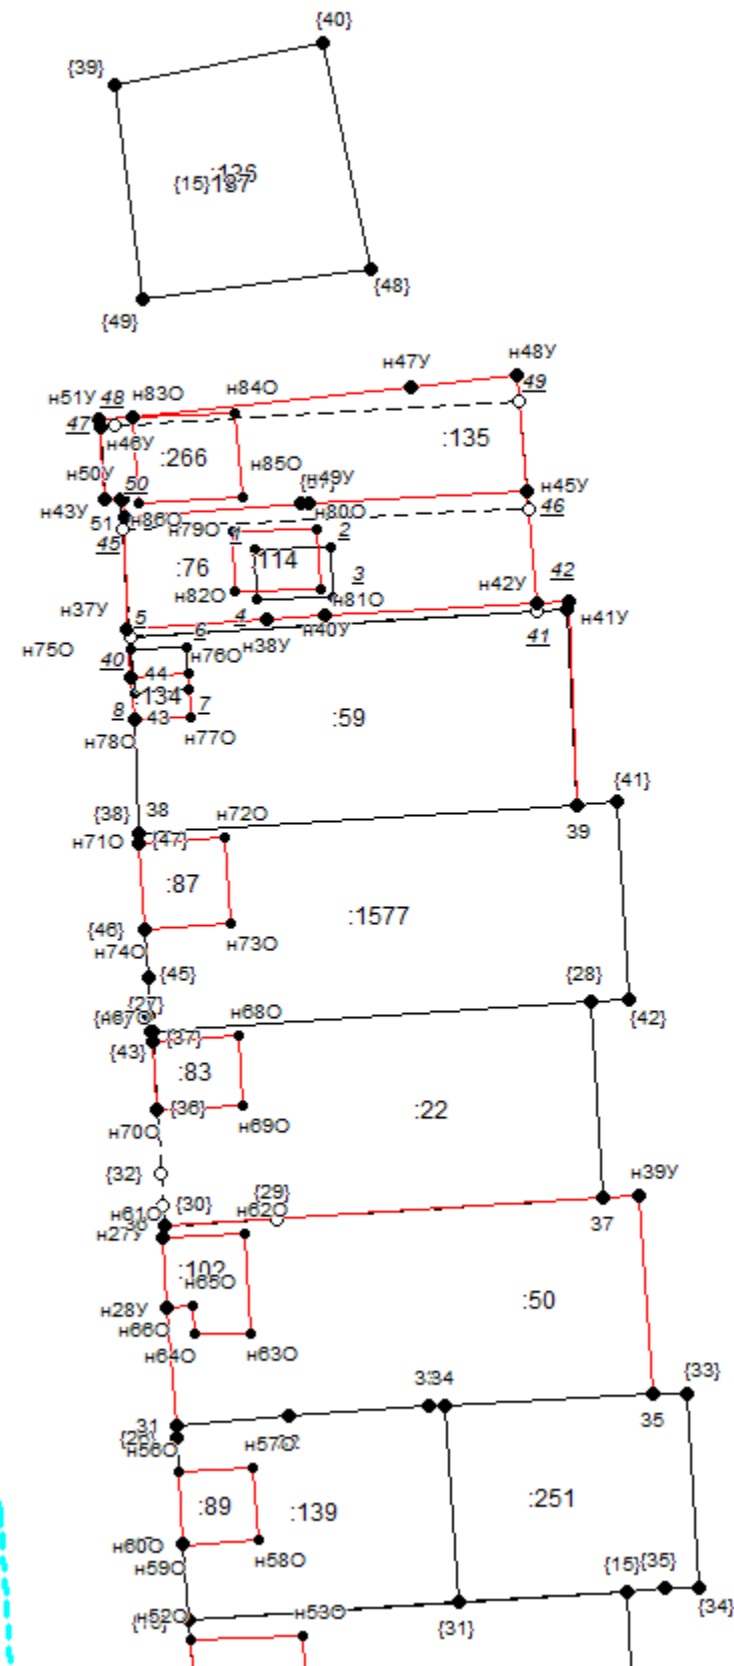 {40}
{39}
{15}
{48}
{49}
н47У
н48У
н51У
48
н83О
н84О
49
47
н46У
:135
:266
н85О
н50У
50
н49У
н45У
н43У
н86О
н80О
46
51
н79О
2
45
4
:76
114
3
н82О
н81О
н42У
42
н37У
5
4
н40У
н41У
6
н38У
41
н75О
н76О
40
44
:134
7
8
43
:59
н78О
н77О
{41}
{38}
38
н72О
39
н71О
{47}
:87
:1577
{46}
н73О
н74О
{45}
{28}
{27}
н68О
{42}
{43}
{37}
:83
:22
{36}
н70О
н69О
{32}
н39У
{29}
{30}
н61О
н62О
37
н27У
:102
н65О
:50
н28У
н66О
н64О
н63О
34
{33}
31
35
н56О
н57О
:89
:139
:251
н60О
н59О
н58О
{15}
{35}
{34}
н52О
н53О
{31}